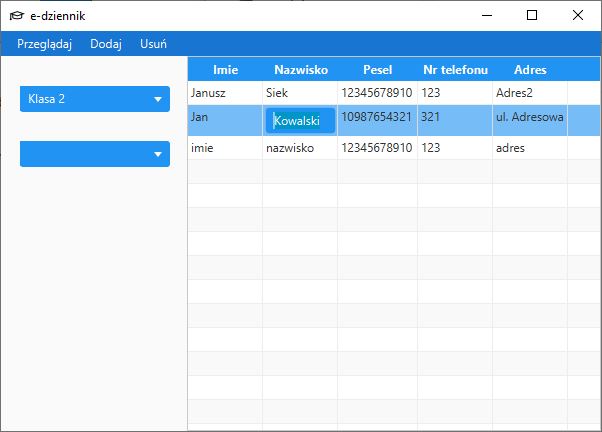 e-dziennik
Przeglądaj Dodaj Usuń
Klasa 2
Imie Nazwisko Pesel Nr telefonu Adres
Janusz Siek 12345678910 123 Adres2
Jan Kowalski 10987654321 321 ul. Adresowa
imie nazwisko 12345678910 123 adres